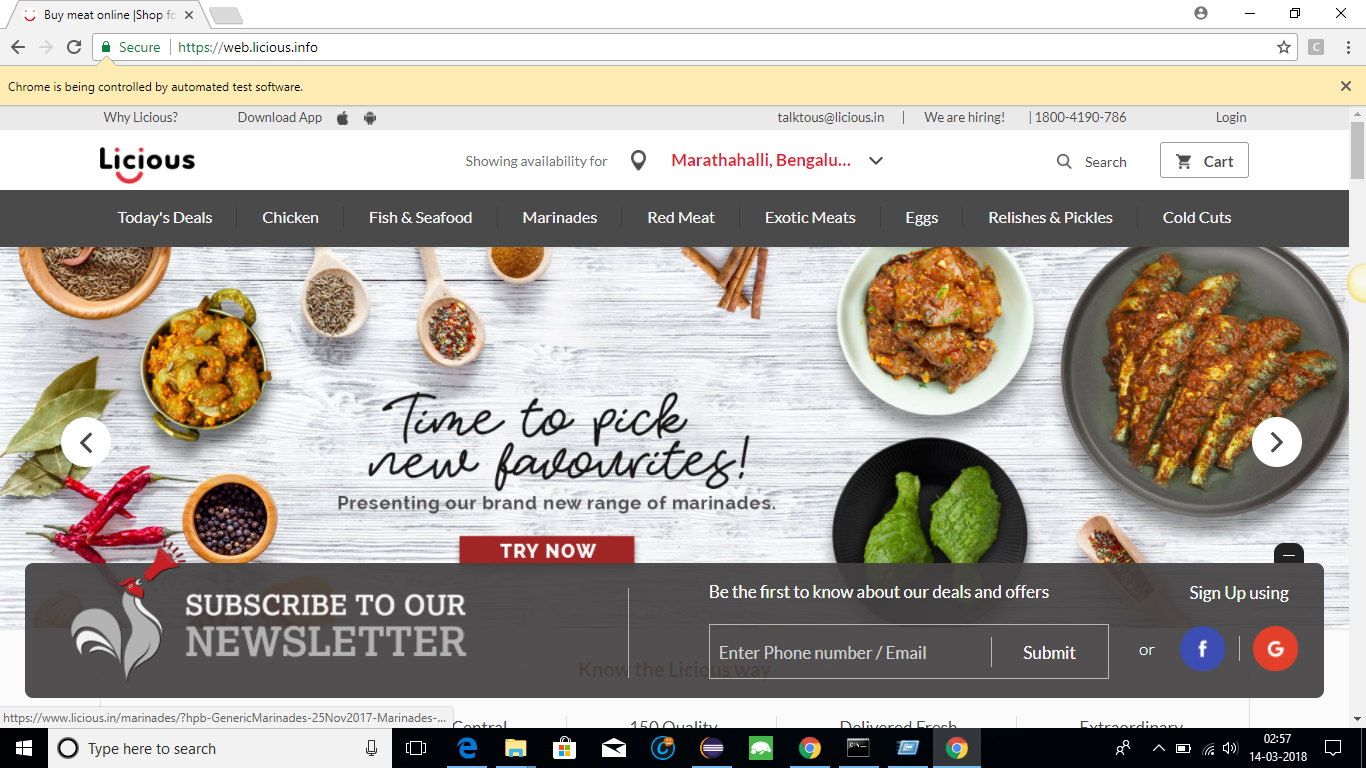 Buy meat online |Shop fo
Secure https://web.licious.info
Chrome is being controlled by automated test software.
Why Licious? Download App talktous@licious.in | We are hiring! | 1800-4190-786 Login
Licious Showing availability for Marathahalli, Bengalu... Search Cart
Today's Deals Chicken Fish & Seafood Marinades Red Meat Exotic Meats Eggs Relishes & Pickles Cold Cuts
Time to pick
new favourites!
Presenting our brand new range of marinades.
TRY NOW
SUBSCRIBE TO OUR
NEWSLETTER
Be the first to know about our deals and offers
Enter Phone number / Email Submit
Sign Up using
or f G
Know the Licious way
https://www.licious.in/marinades/?hpb-GenericMarinades-25Nov2017-Marinades-...
Central 150 Quality Delivered Fresh Extraordinary
Type here to search
02:57
14-03-2018